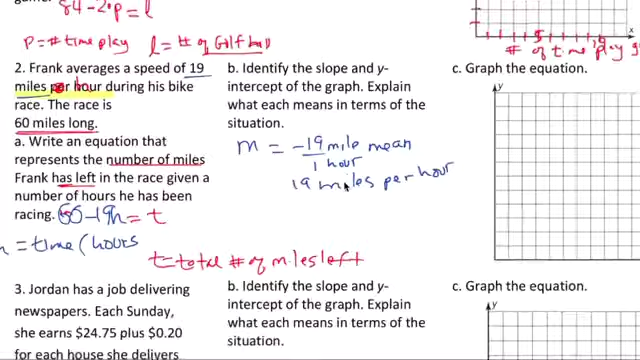 84 - 2·p = l
p = # time play   l = # of Golf ball
# of time play g
2. Frank averages a speed of 19
miles per hour during his bike
race. The race is
60 miles long.
a. Write an equation that
represents the number of miles
Frank has left in the race given a
number of hours he has been
racing. 60 - 19h = t
h = time (hours
t = total # of miles left
b. Identify the slope and y-
intercept of the graph. Explain
what each means in terms of the
situation.
m = -19 mile mean
1 hour
19 miles per hour
c. Graph the equation.
y
3. Jordan has a job delivering
newspapers. Each Sunday,
she earns $24.75 plus $0.20
for each house she delivers
b. Identify the slope and y-
intercept of the graph. Explain
what each means in terms of the
situation.
c. Graph the equation.
y